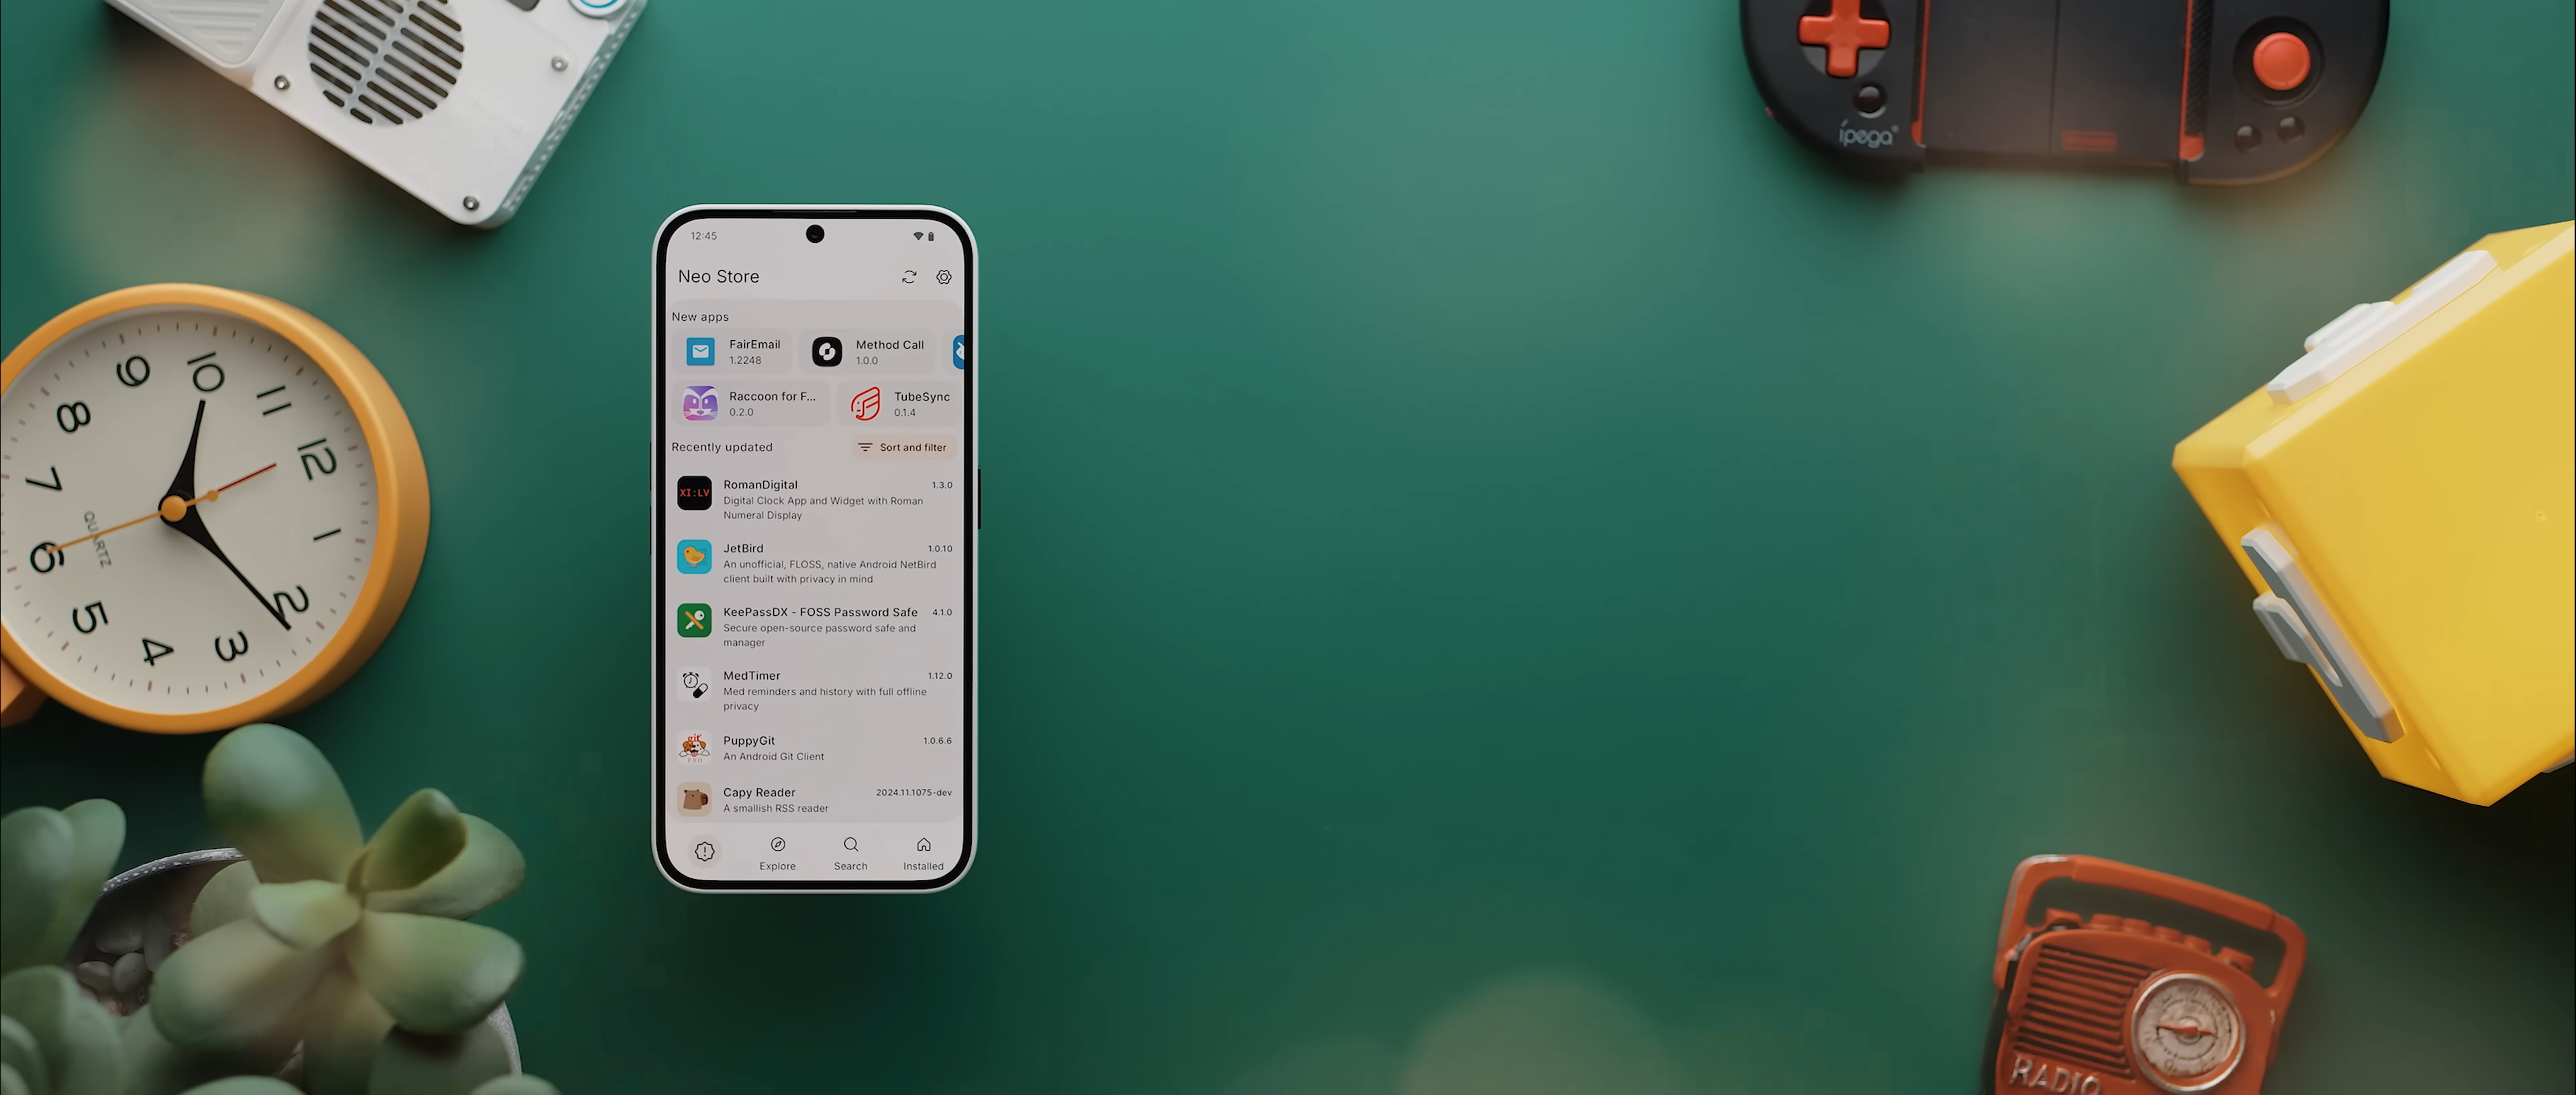 ipega
12:45
Neo Store
New apps
FairEmail
1.2248
Method Call
1.0.0
Raccoon for F...
0.2.0
TubeSync
0.1.4
Recently updated
Sort and filter
XI:LV
RomanDigital
1.3.0
Digital Clock App and Widget with Roman
Numeral Display
JetBird
1.0.10
An unofficial, FLOSS, native Android NetBird
client built with privacy in mind
KeePassDX - FOSS Password Safe
4.1.0
Secure open-source password safe and
manager
MedTimer
1.12.0
Med reminders and history with full offline
privacy
git
PRO
PuppyGit
1.0.6.6
An Android Git Client
Capy Reader
2024.11.1075-dev
A smallish RSS reader
Explore
Search
Installed
9
10
11
12
1
2
3
4
5
6
7
8
QUARTZ
RADIO